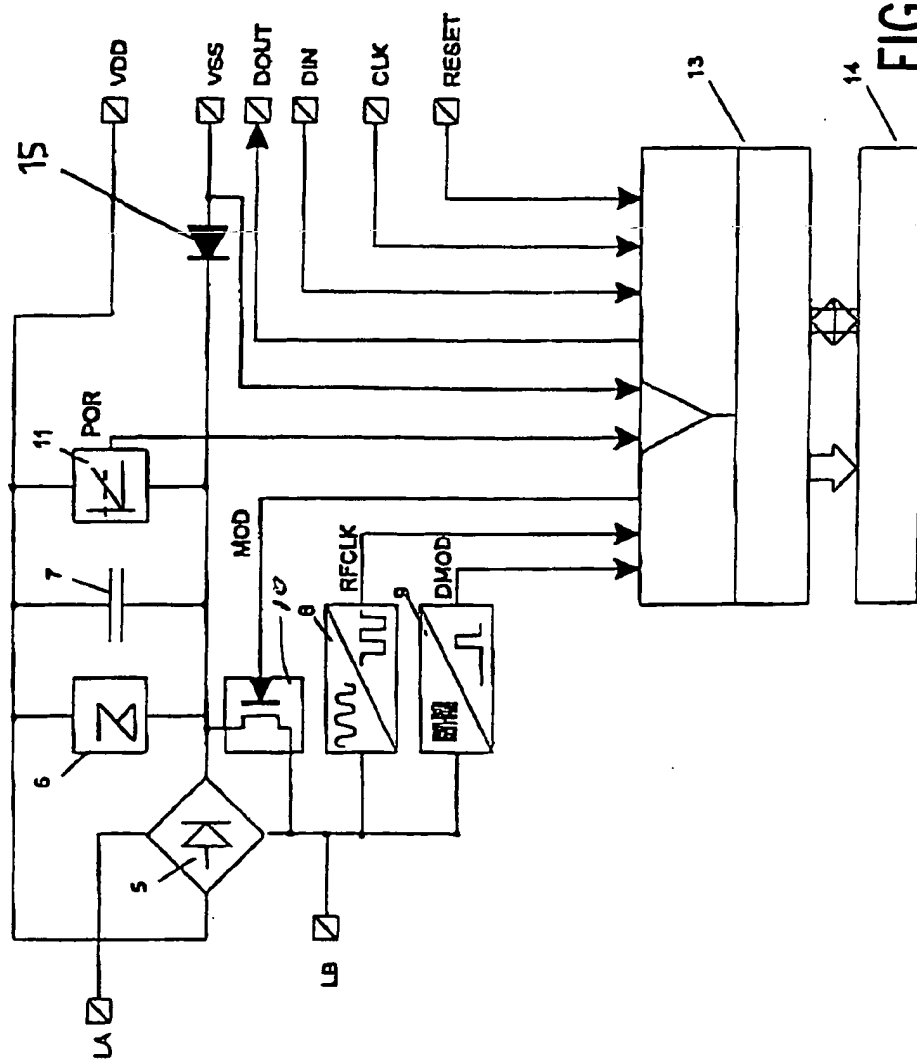 15
VDD
VSS
DOUT
DIN
CLK
RESET
11
POR
7
6
5
MOD
10
RFCLK
8
DMOD
9
LA
LB
13
14
FIG